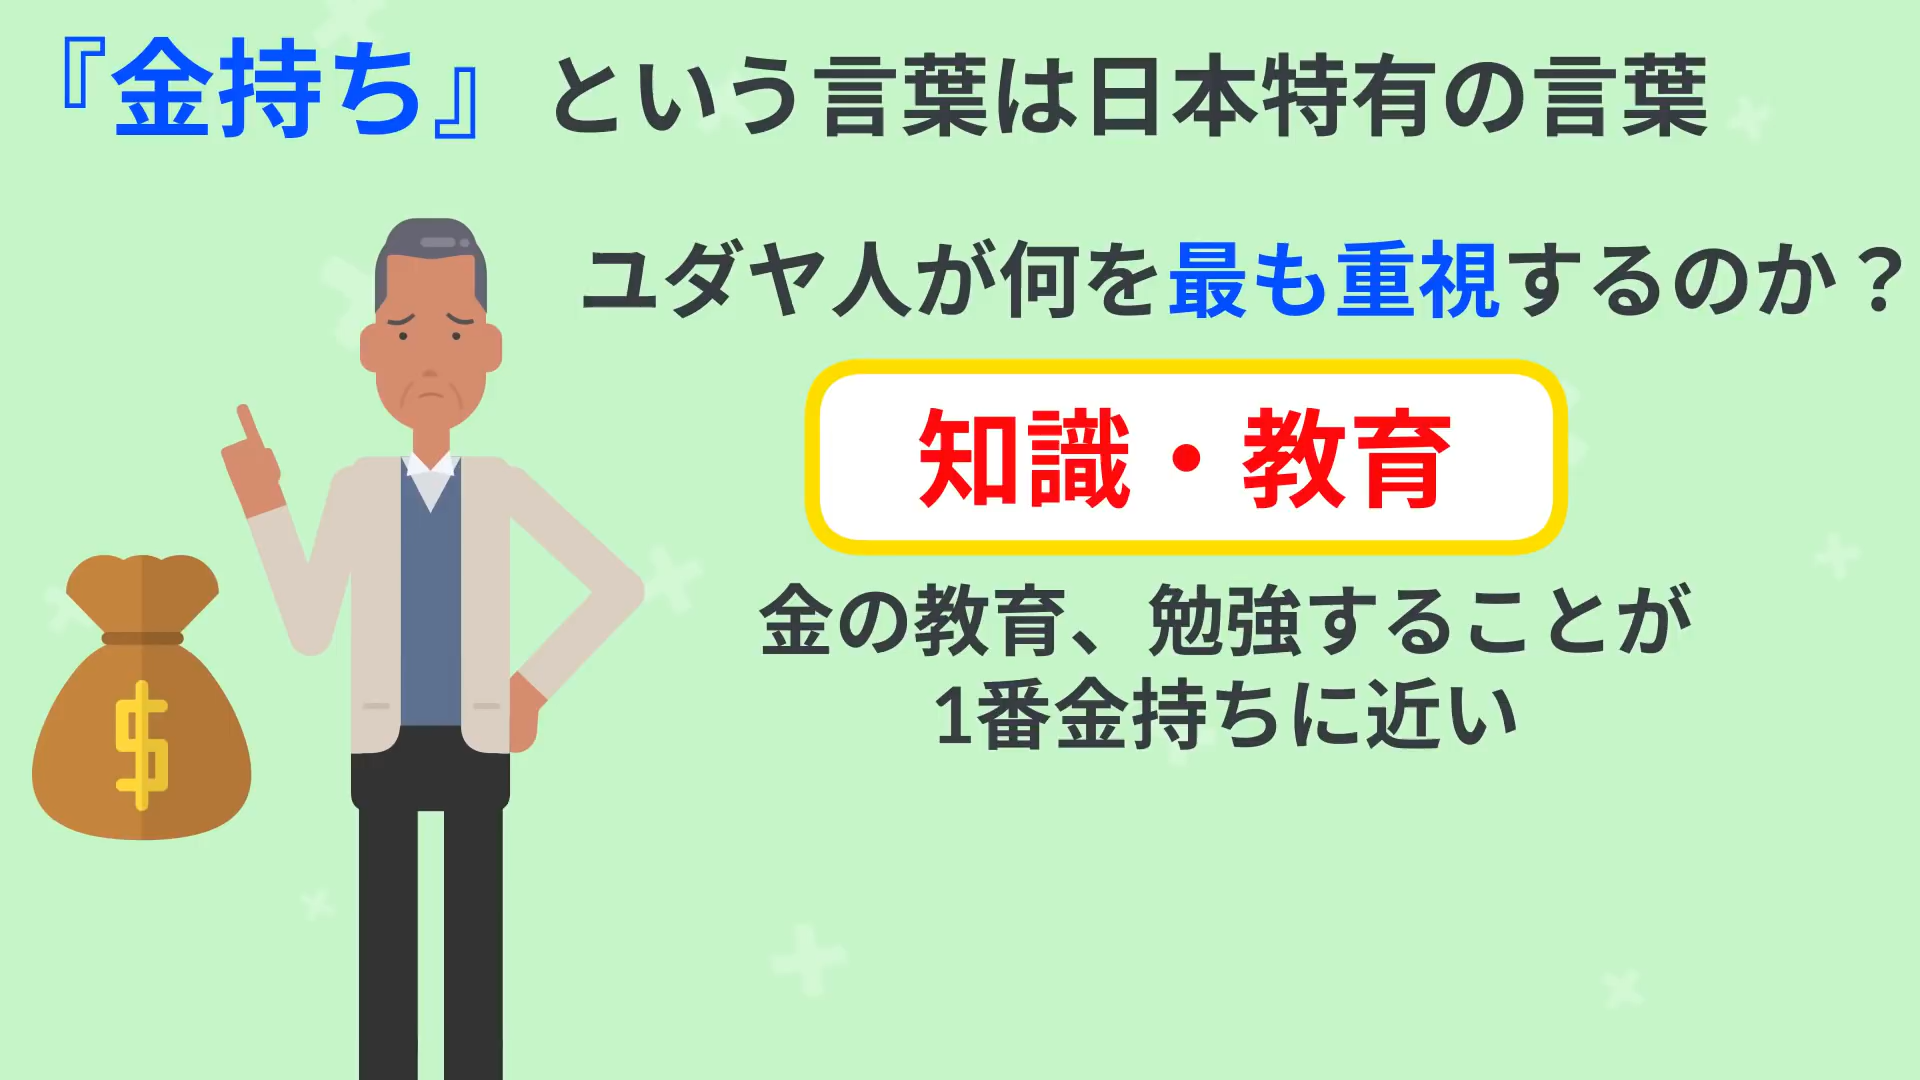 『金持ち』という言葉は日本特有の言葉
ユダヤ人が何を最も重視するのか？
知識・教育
金の教育、勉強することが
1番金持ちに近い
$